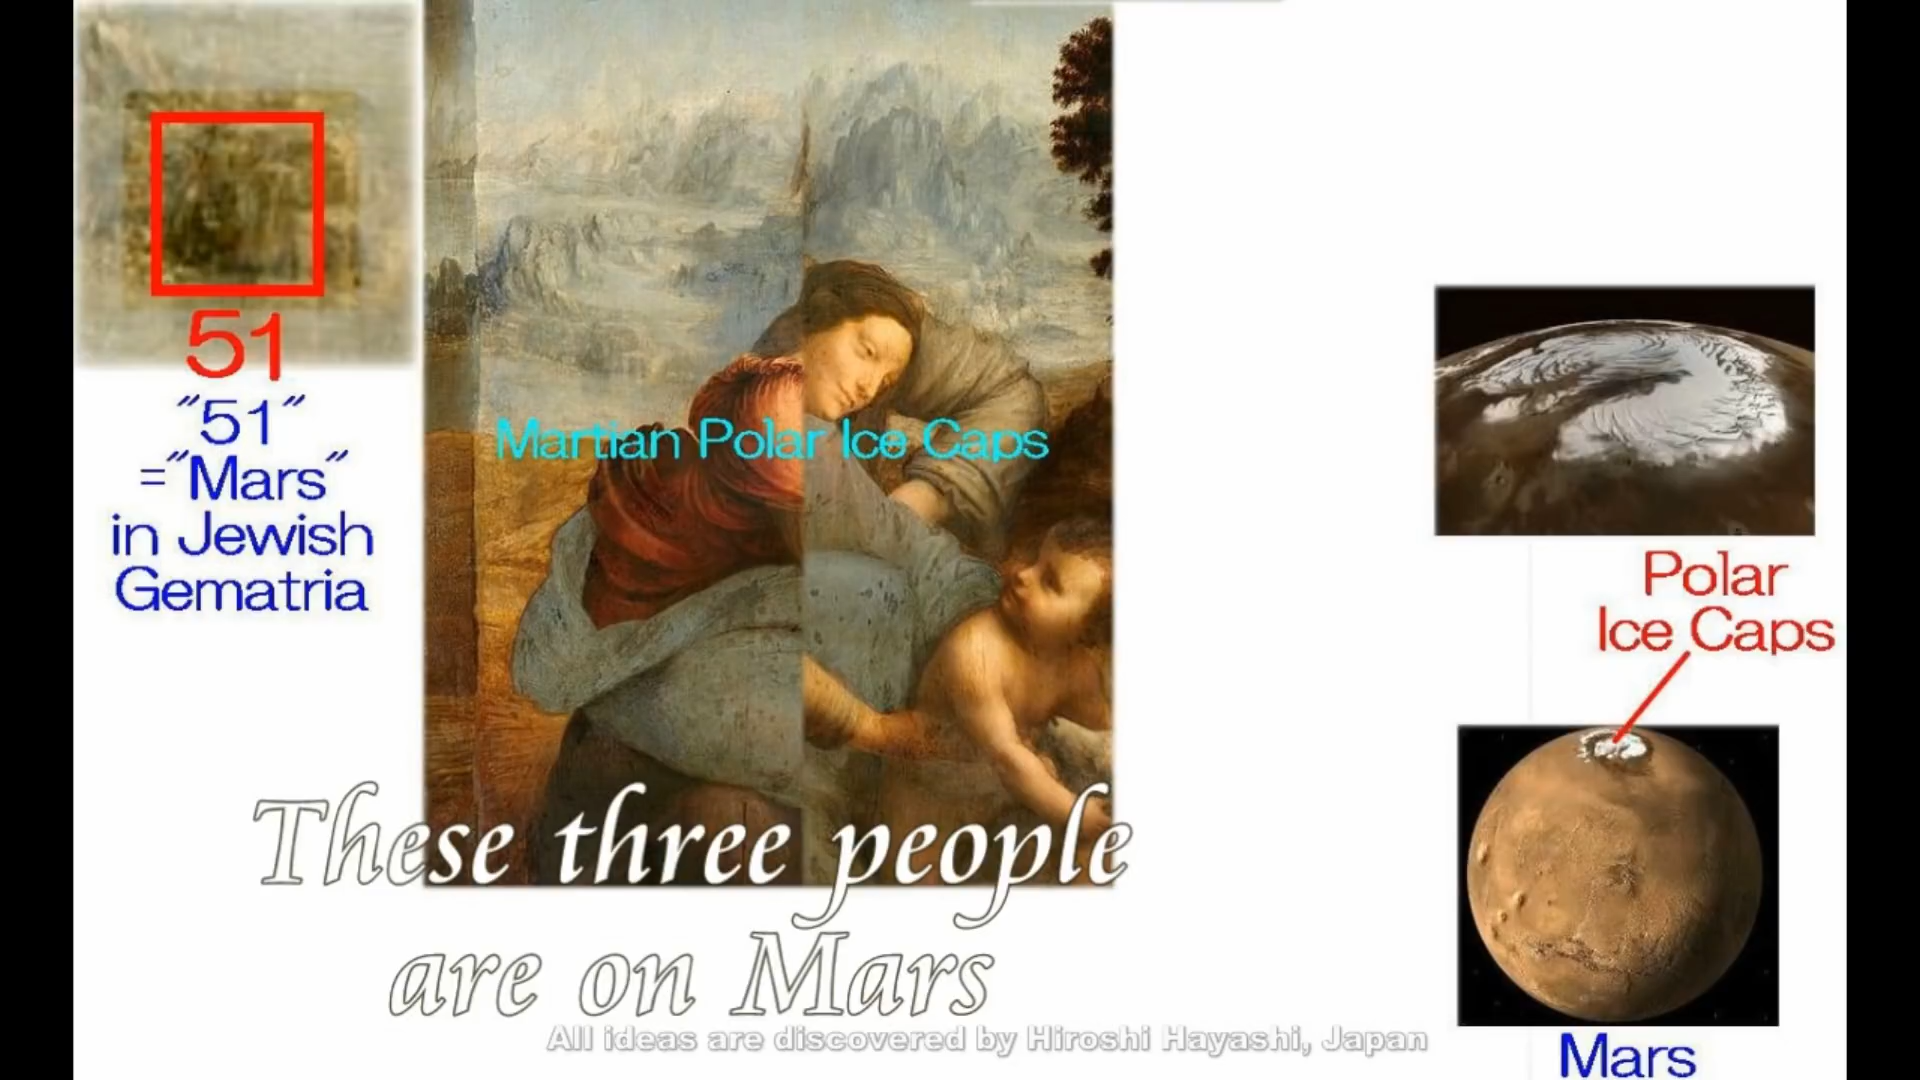 51
"51"
="Mars"
in Jewish
Gematria
Martian Polar Ice Caps
Polar
Ice Caps
These three people
are on Mars
All ideas are discovered by Hiroshi Hayashi, Japan
Mars